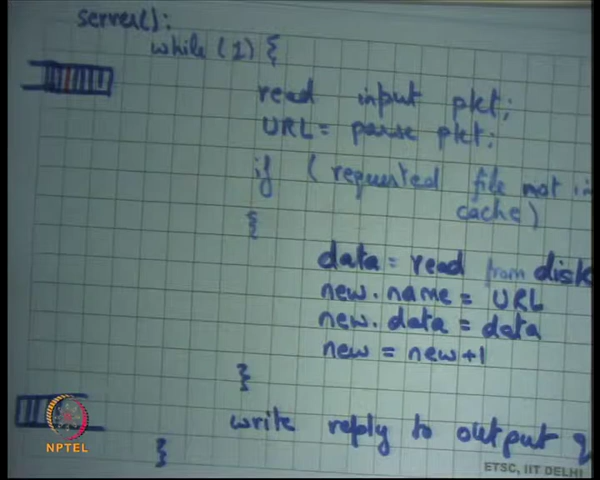 server():
while (1) {
read input pkt;
URL = parse pkt;
if (requested file not in
cache)
{
data = read from disk
new.name = URL
new.data = data
new = new+1
}
write reply to output q
}
NPTEL
ETSC, IIT DELHI